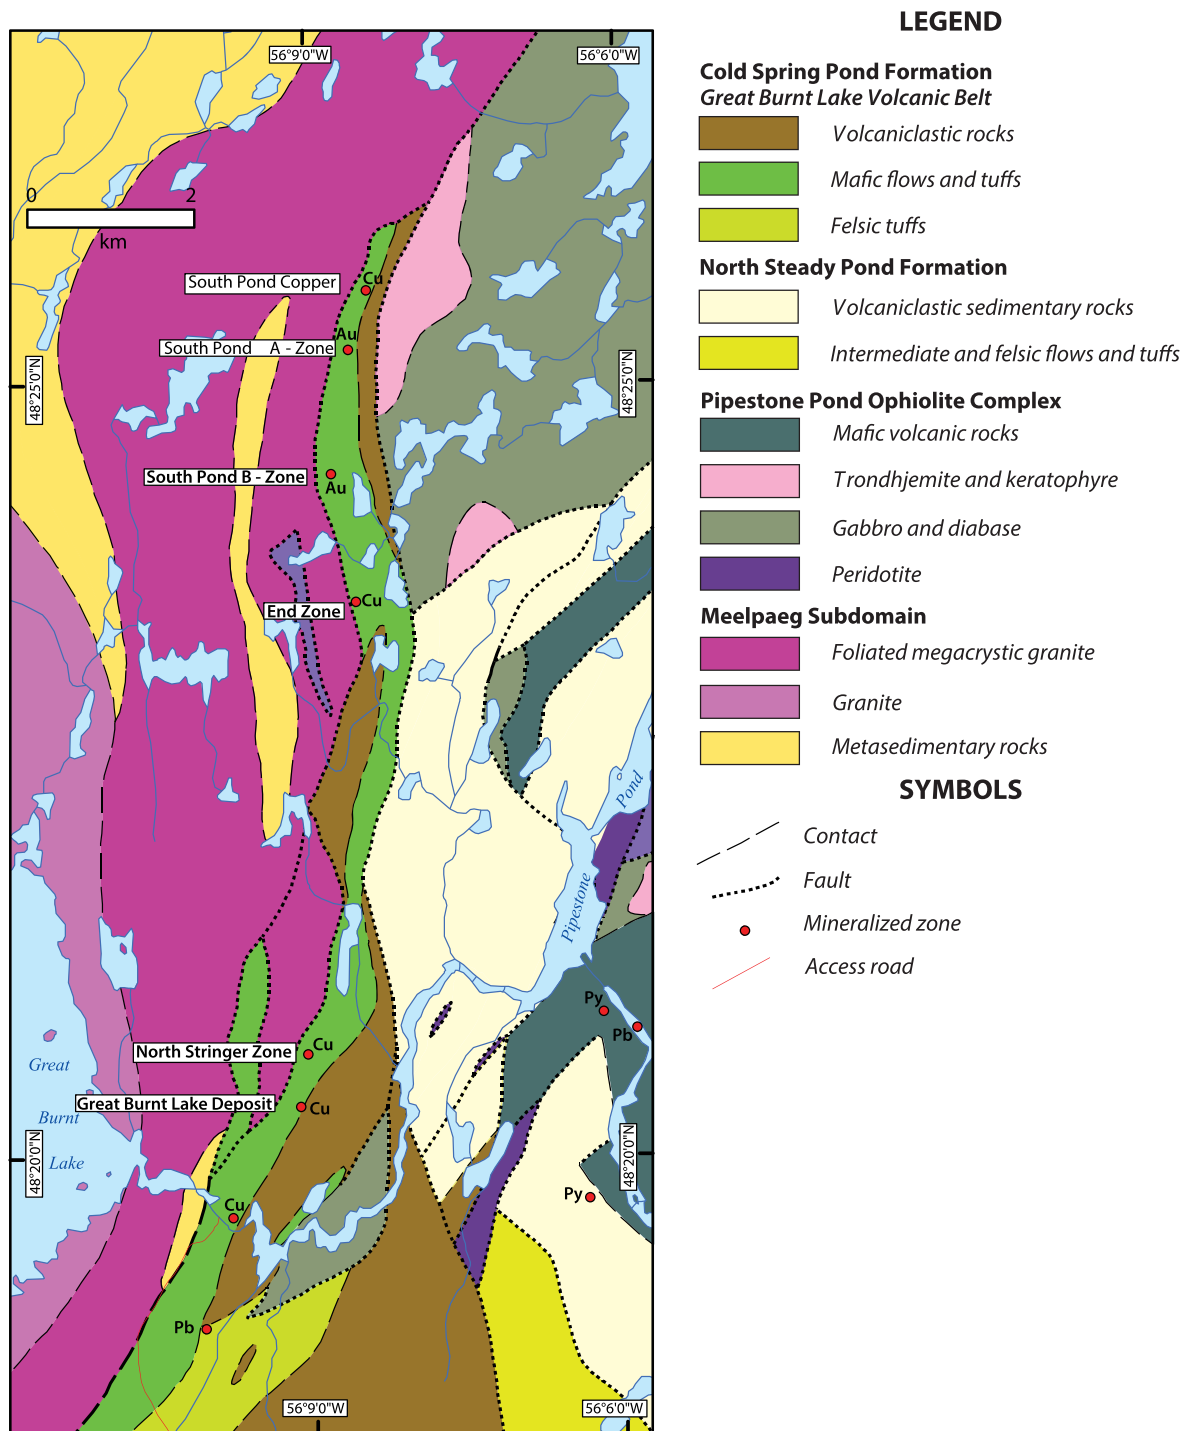 56°9'0"W
56°6'0"W
0 2
km
South Pond Copper
Cu
Au
South Pond A - Zone
48°25'0"N
48°25'0"N
South Pond B - Zone
Au
End Zone
Cu
Pond
Pipestone
Py
Pb
North Stringer Zone
Cu
Great
Burnt
Lake
Great Burnt Lake Deposit
Cu
48°20'0"N
48°20'0"N
Py
Cu
Pb
56°9'0"W
56°6'0"W
LEGEND
Cold Spring Pond Formation
Great Burnt Lake Volcanic Belt
Volcaniclastic rocks
Mafic flows and tuffs
Felsic tuffs
North Steady Pond Formation
Volcaniclastic sedimentary rocks
Intermediate and felsic flows and tuffs
Pipestone Pond Ophiolite Complex
Mafic volcanic rocks
Trondhjemite and keratophyre
Gabbro and diabase
Peridotite
Meelpaeg Subdomain
Foliated megacrystic granite
Granite
Metasedimentary rocks
SYMBOLS
Contact
Fault
Mineralized zone
Access road